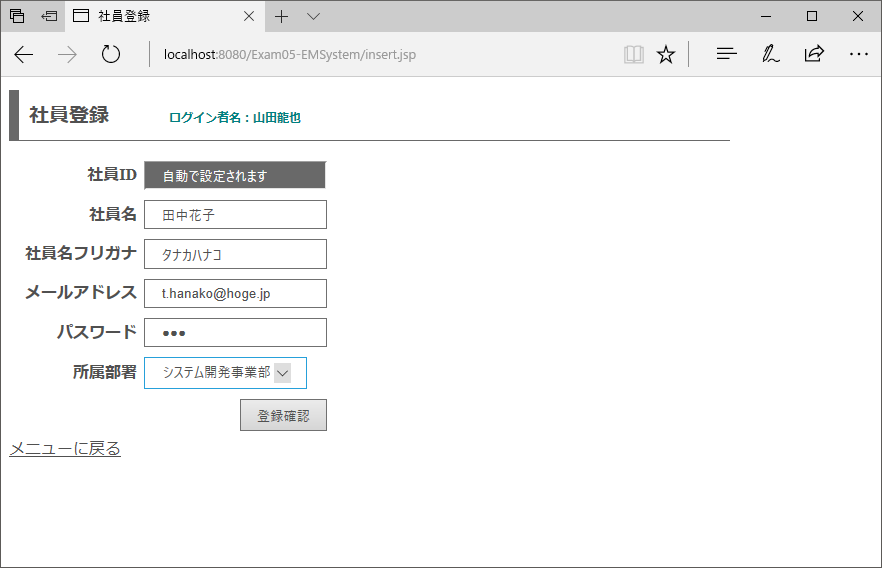 社員登録
localhost:8080/Exam05-EMSystem/insert.jsp
社員登録 ログイン者名：山田龍也
社員ID 自動で設定されます
社員名 田中花子
社員名フリガナ タナカハナコ
メールアドレス t.hanako@hoge.jp
パスワード ●●●
所属部署 システム開発事業部
登録確認
メニューに戻る